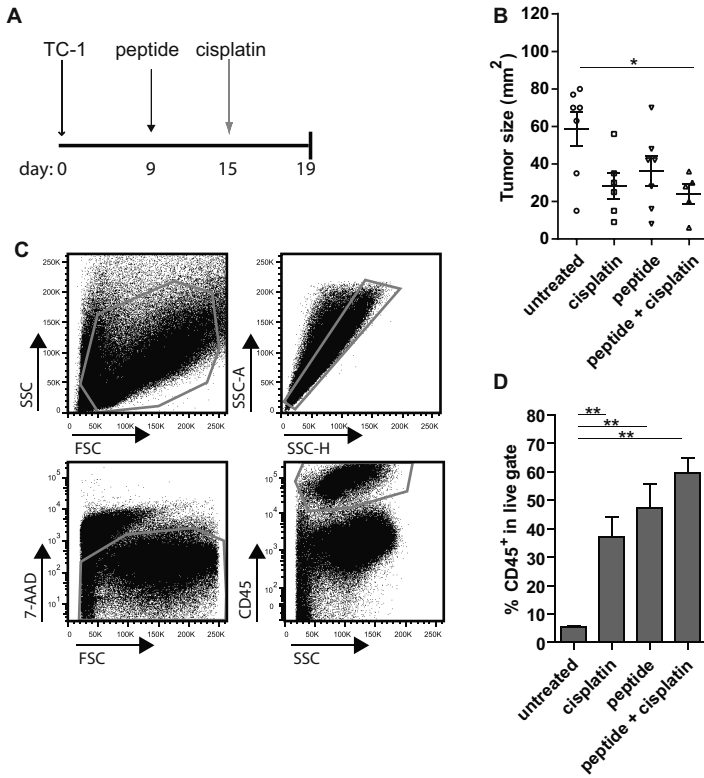 A
TC-1 peptide cisplatin
day: 0 9 15 19
B
Tumor size (mm²)
120
100
80
60
40
20
0
*
untreated
cisplatin
peptide
peptide + cisplatin
C
SSC
250K
200K
150K
100K
50K
0
0 50K 100K 150K 200K 250K
FSC
SSC-A
250K
200K
150K
100K
50K
0
0 50K 100K 150K 200K 250K
SSC-H
7-AAD
10⁵
10⁴
10³
10²
10¹
0 50K 100K 150K 200K 250K
FSC
CD45
10⁵
10⁴
10³
10²
0
0 50K 100K 150K 200K 250K
SSC
D
% CD45⁺ in live gate
80
70
60
50
40
30
20
10
0
**
**
**
untreated
cisplatin
peptide
peptide + cisplatin